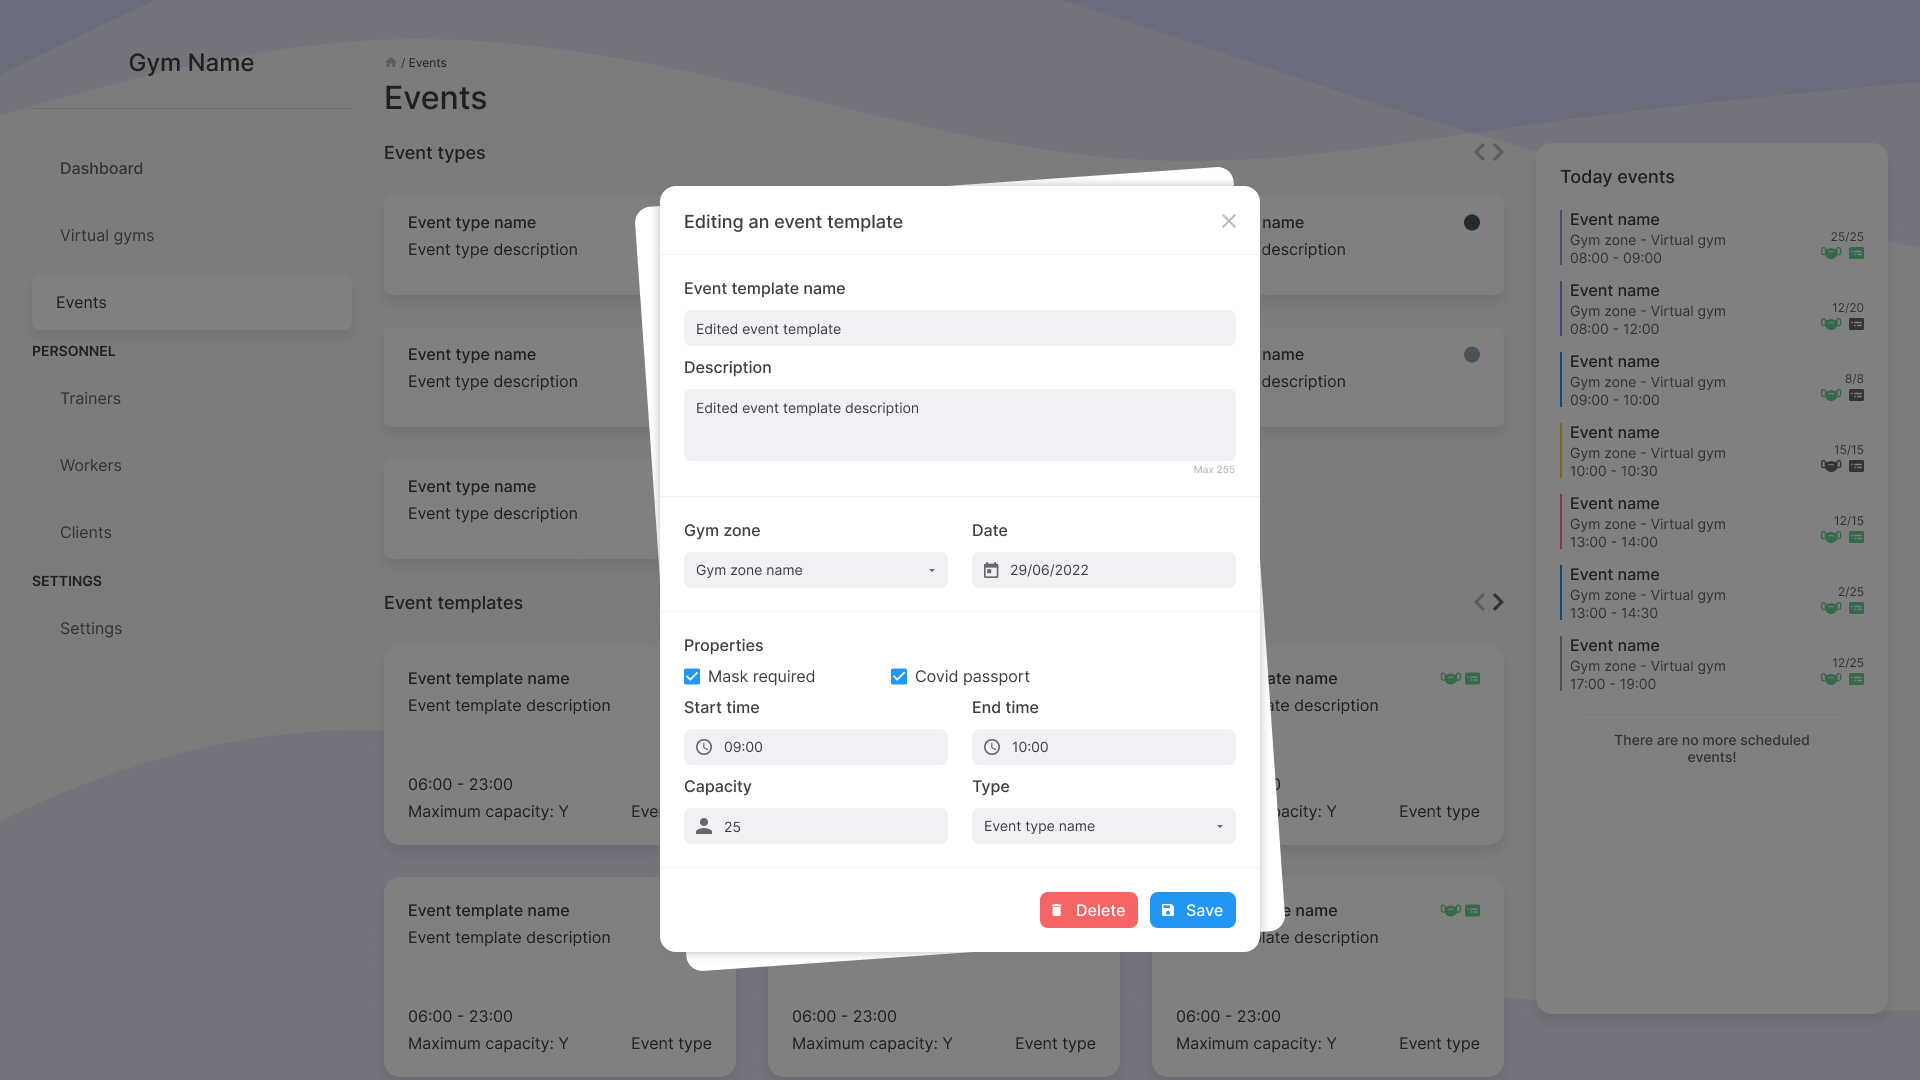 Gym Name
Dashboard
Virtual gyms
Events
PERSONNEL
Trainers
Workers
Clients
SETTINGS
Settings
/ Events
Events
Event types
Event type name
Event type description
name
description
Event type name
Event type description
name
description
Event type name
Event type description
Event templates
Event template name
Event template description
06:00 - 23:00
Maximum capacity: Y
Event template name
Event template description
06:00 - 23:00
Maximum capacity: Y Event type
06:00 - 23:00
Maximum capacity: Y Event type
name
description
capacity: Y Event type
name
description
06:00 - 23:00
Maximum capacity: Y Event type
Editing an event template
Event template name
Edited event template
Description
Edited event template description
Max 255
Gym zone
Gym zone name
Date
29/06/2022
Properties
Mask required
Covid passport
Start time
09:00
End time
10:00
Capacity
25
Type
Event type name
Delete
Save
Today events
Event name
Gym zone - Virtual gym
08:00 - 09:00
25/25
Event name
Gym zone - Virtual gym
08:00 - 12:00
12/20
Event name
Gym zone - Virtual gym
09:00 - 10:00
8/8
Event name
Gym zone - Virtual gym
10:00 - 10:30
15/15
Event name
Gym zone - Virtual gym
13:00 - 14:00
12/15
Event name
Gym zone - Virtual gym
13:00 - 14:30
2/25
Event name
Gym zone - Virtual gym
17:00 - 19:00
12/25
There are no more scheduled
events!